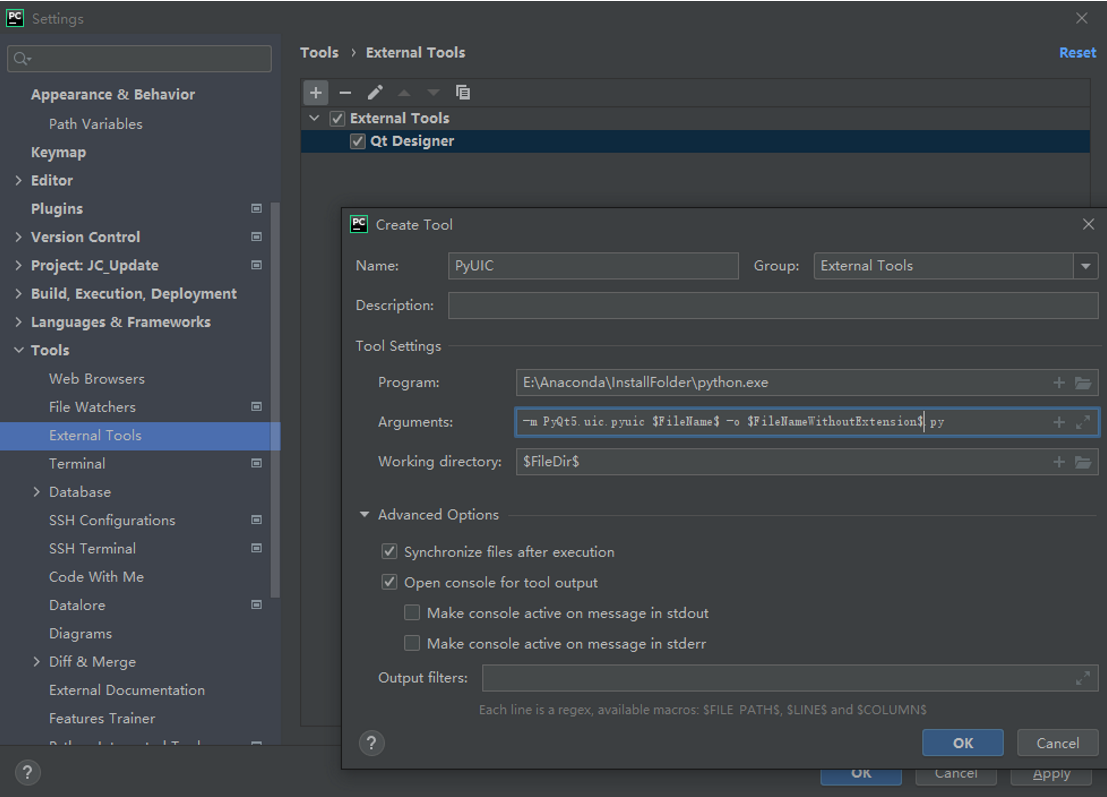 PC Settings
Tools › External Tools
Reset
Appearance & Behavior
Path Variables
Keymap
Editor
Plugins
Version Control
Project: JC_Update
Build, Execution, Deployment
Languages & Frameworks
Tools
Web Browsers
File Watchers
External Tools
Terminal
Database
SSH Configurations
SSH Terminal
Code With Me
Datalore
Diagrams
Diff & Merge
External Documentation
Features Trainer
External Tools
Qt Designer
PC Create Tool
Name: PyUIC Group: External Tools
Description:
Tool Settings
Program: E:\Anaconda\InstallFolder\python.exe
Arguments: -m PyQt5.uic.pyuic $FileName$ -o $FileNameWithoutExtension$.py
Working directory: $FileDir$
Advanced Options
Synchronize files after execution
Open console for tool output
Make console active on message in stdout
Make console active on message in stderr
Output filters:
Each line is a regex, available macros: $FILE_PATH$, $LINE$ and $COLUMN$
? OK Cancel
? OK Cancel Apply